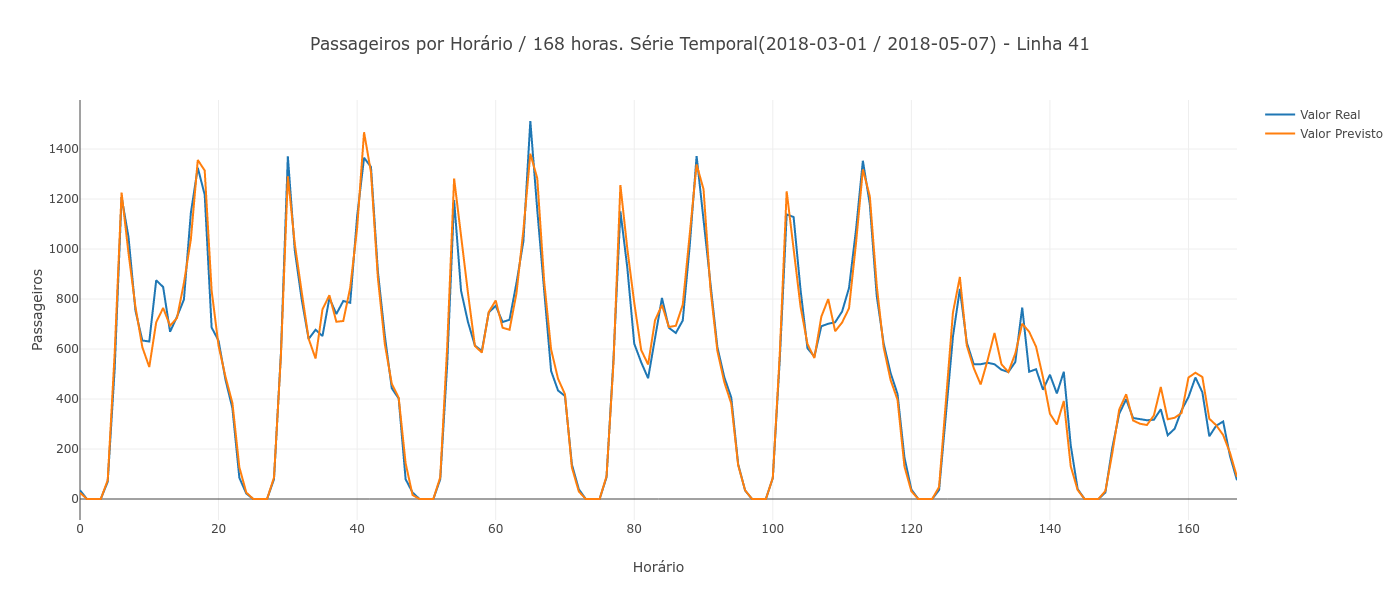 Passageiros por Horário / 168 horas. Série Temporal(2018-03-01 / 2018-05-07) - Linha 41
Valor Real
Valor Previsto
Passageiros
1400
1200
1000
800
600
400
200
0
0 20 40 60 80 100 120 140 160
Horário